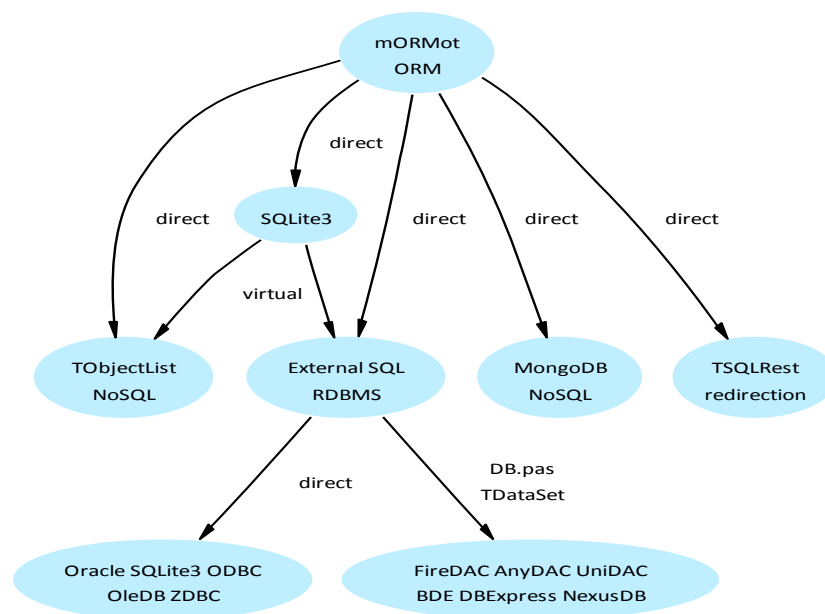 mORMot
ORM
direct
SQLite3
direct
direct
direct
direct
virtual
TObjectList
NoSQL
External SQL
RDBMS
MongoDB
NoSQL
TSQLRest
redirection
direct
DB.pas
TDataSet
Oracle SQLite3 ODBC
OleDB ZDBC
FireDAC AnyDAC UniDAC
BDE DBExpress NexusDB